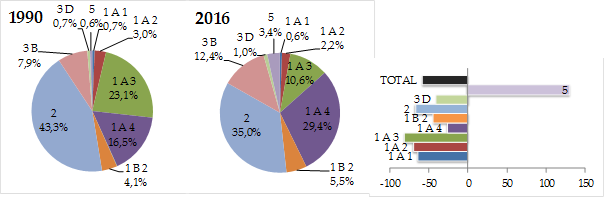 1990
3 D
0,7%
5
0,6%
1 A 1
0,7%
1 A 2
3,0%
3 B
7,9%
1 A 3
23,1%
2
43,3%
1 A 4
16,5%
1 B 2
4,1%
2016
3 D
1,0%
5
3,4%
1 A 1
0,6%
1 A 2
2,2%
3 B
12,4%
1 A 3
10,6%
2
35,0%
1 A 4
29,4%
1 B 2
5,5%
TOTAL
5
3 D
2
1 B 2
1 A 4
1 A 3
1 A 2
1 A 1
-100 -50 0 50 100 150